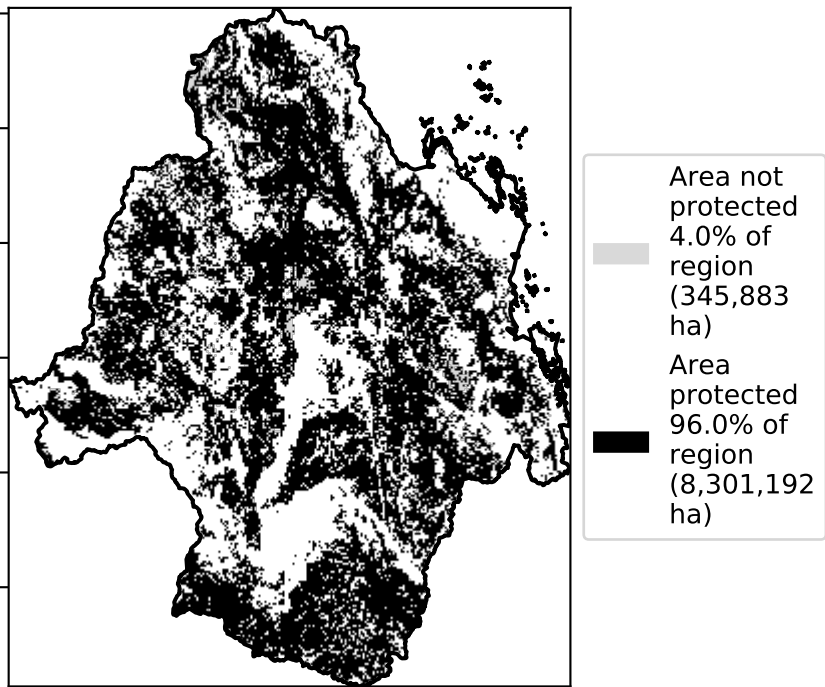 Area not
protected
4.0% of
region
(345,883
ha)
Area
protected
96.0% of
region
(8,301,192
ha)